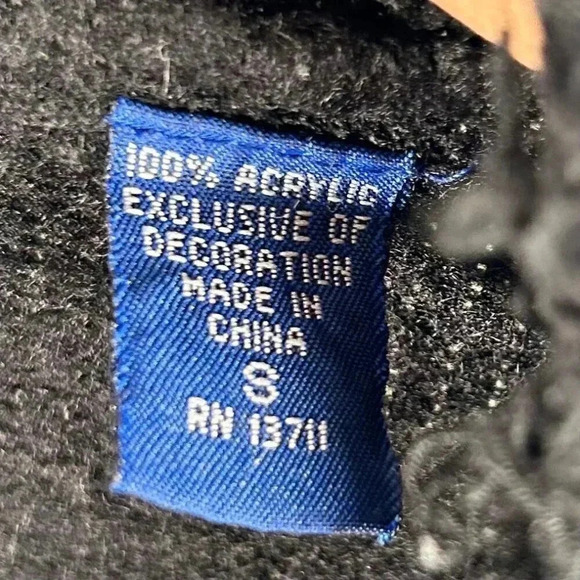 100% ACRYLIC
EXCLUSIVE OF
DECORATION
MADE IN
CHINA
S
RN 13711